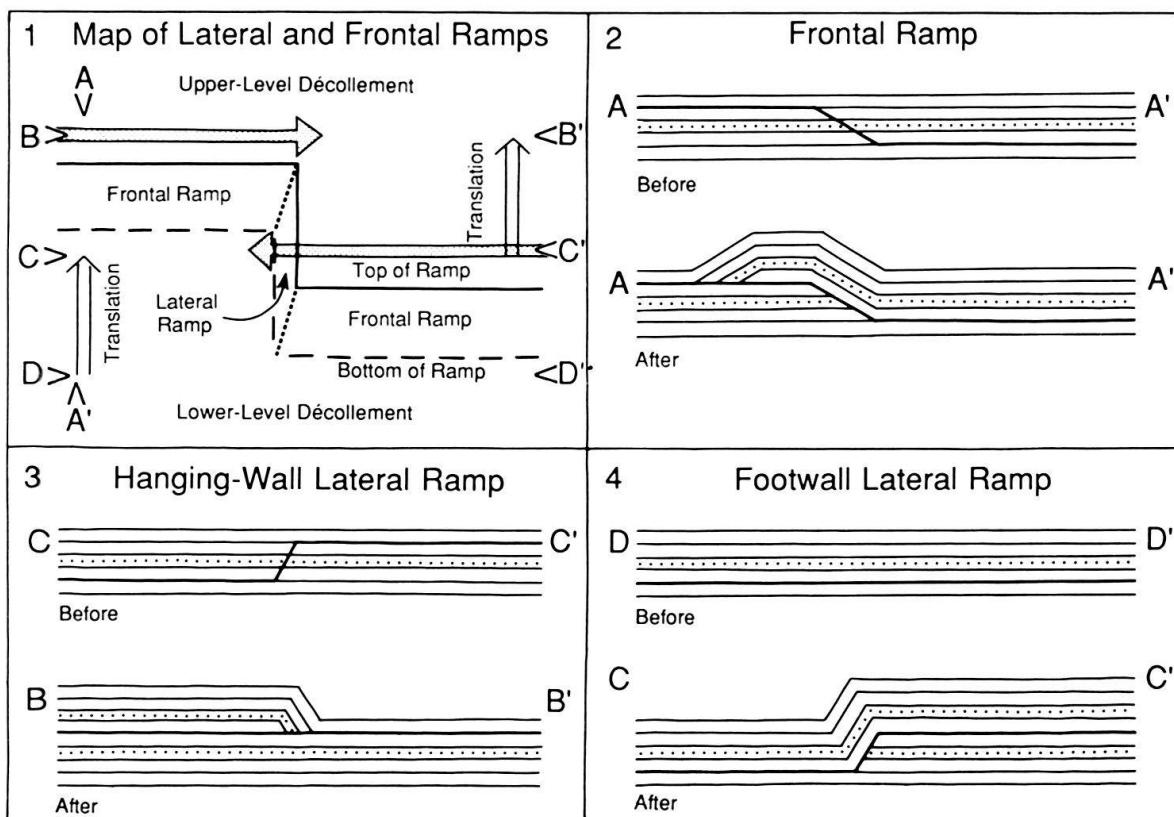 1 Map of Lateral and Frontal Ramps
A
Upper-Level Décollement
B B'
Frontal Ramp
Translation
C C'
Top of Ramp
Lateral
Ramp
Translation
Frontal Ramp
D D'
Bottom of Ramp
A'
Lower-Level Décollement
2 Frontal Ramp
A A'
Before
A A'
After
3 Hanging-Wall Lateral Ramp
C C'
Before
B B'
After
4 Footwall Lateral Ramp
D D'
Before
C C'
After